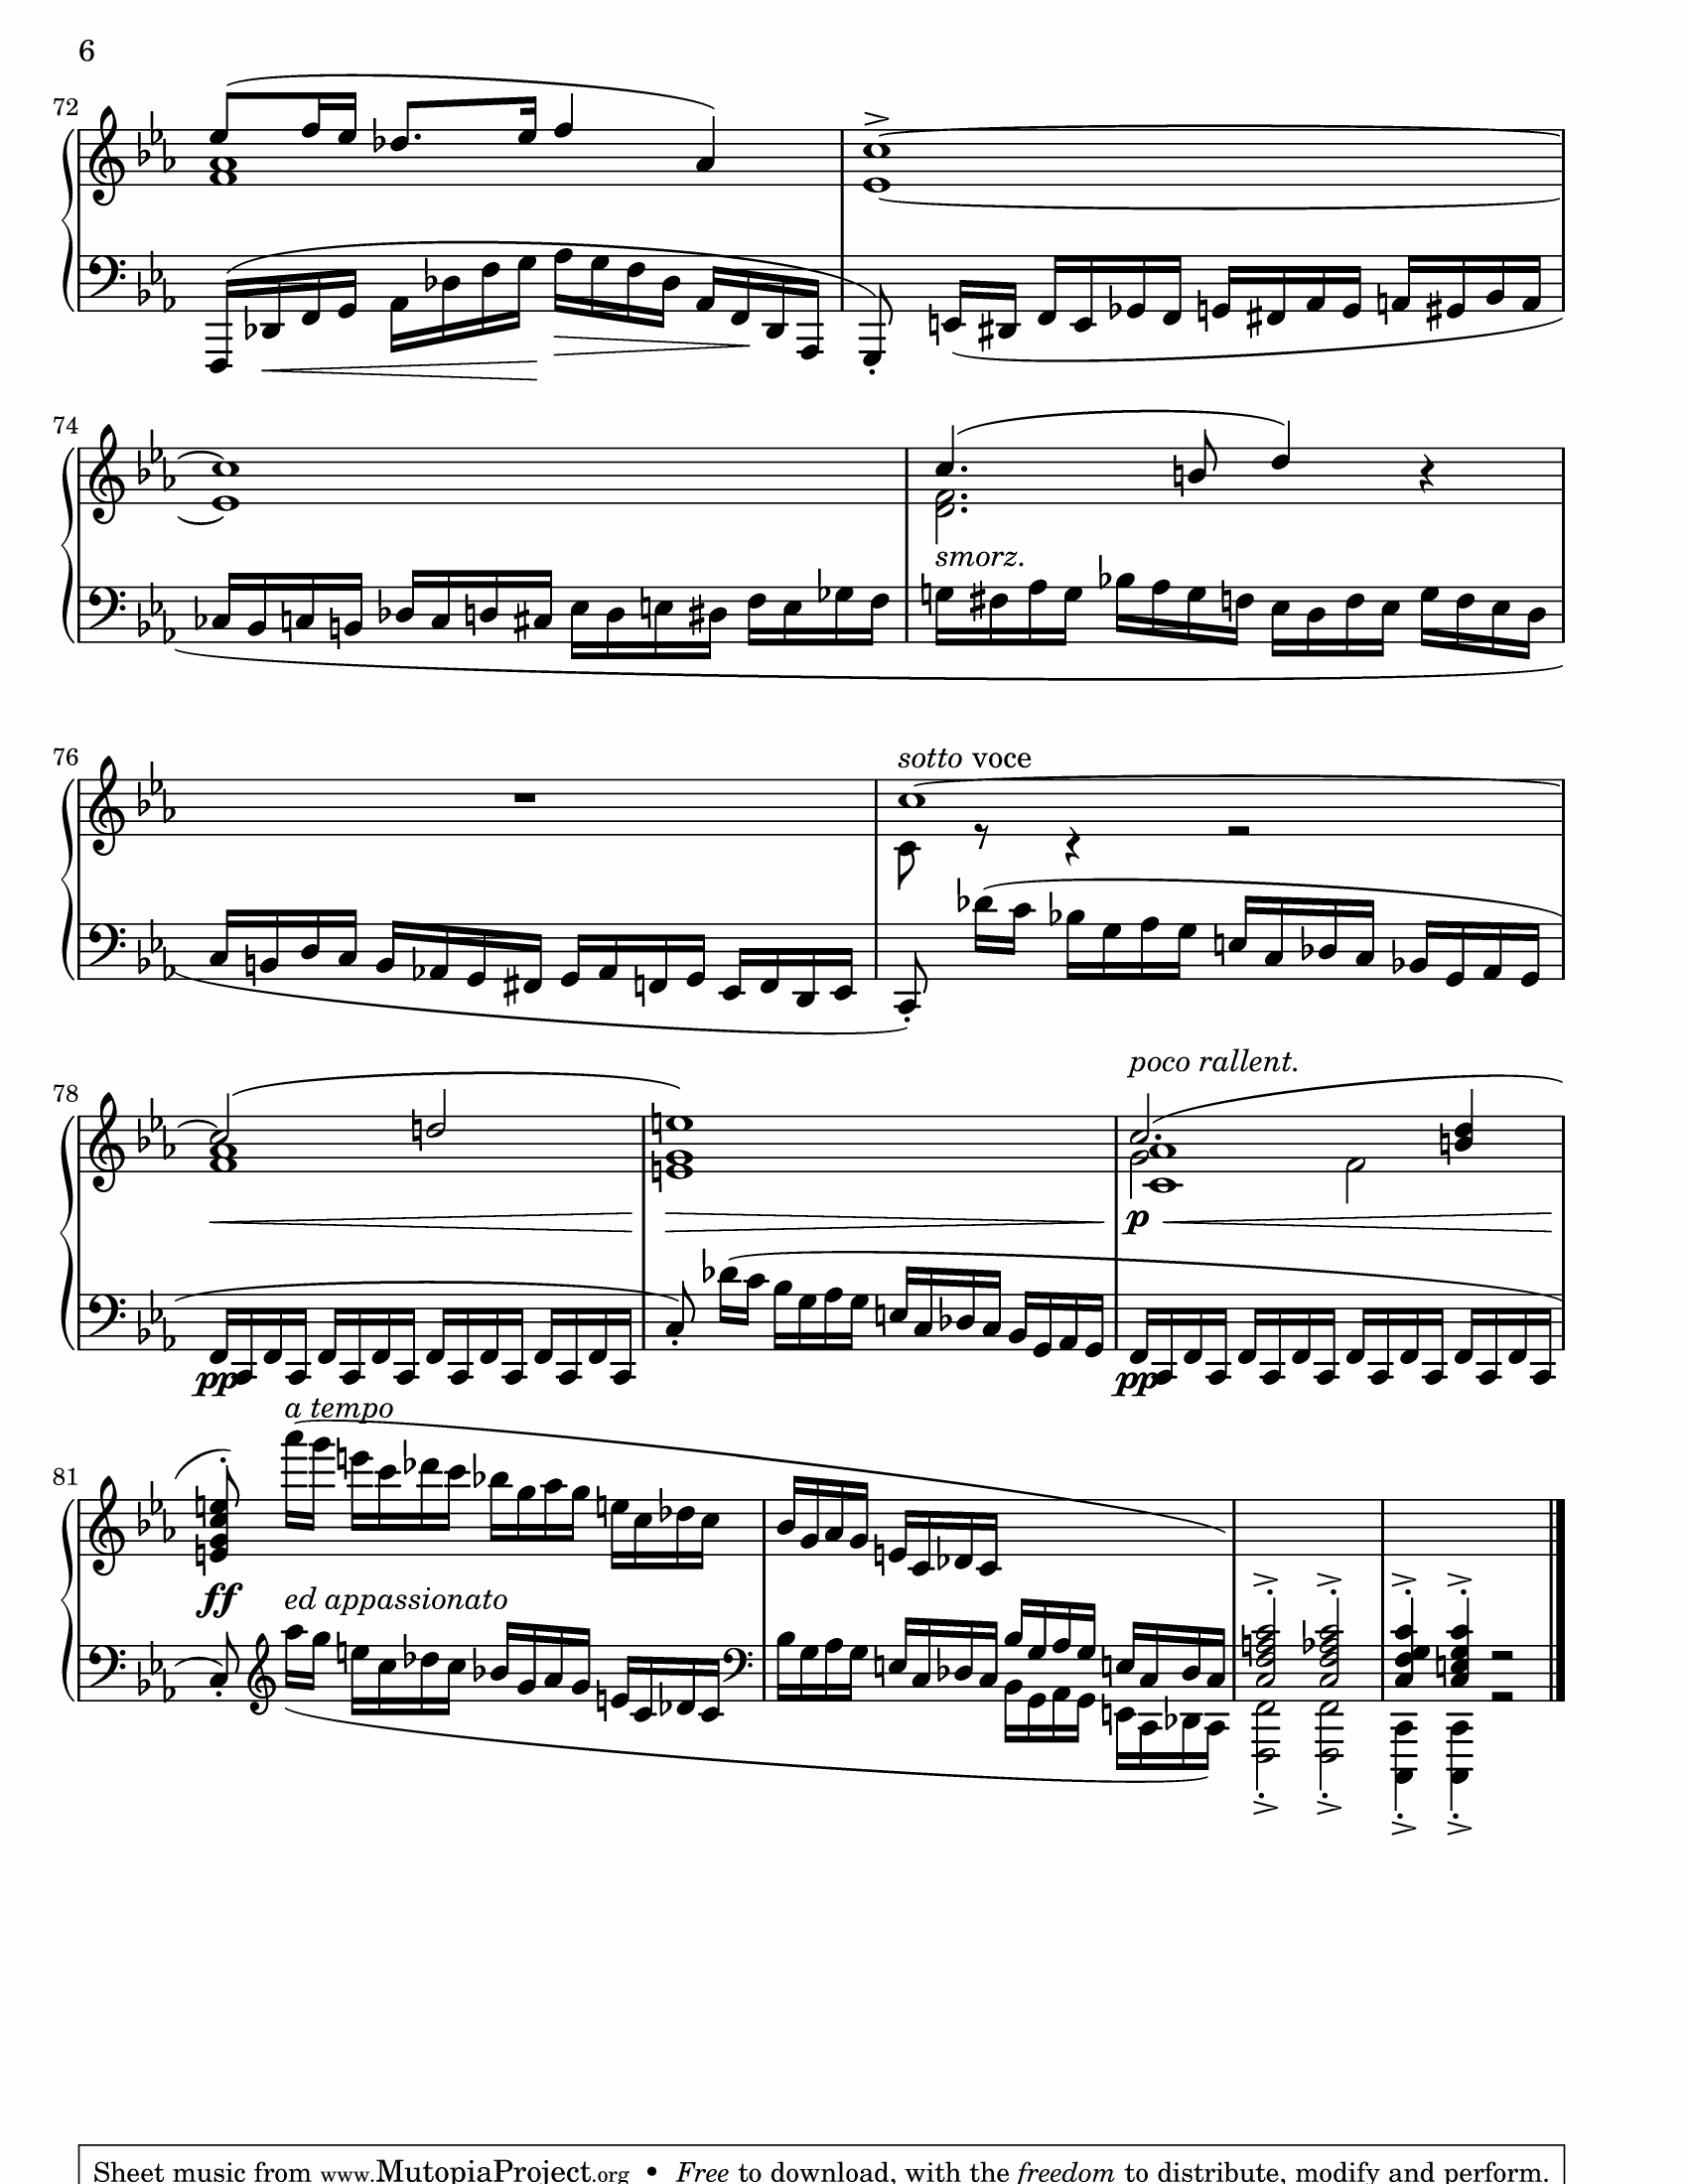 6
72
74
smorz.
76
sotto voce
78
poco rallent.
p
pp
pp
a tempo
81
ff
ed appassionato
Sheet music from www.MutopiaProject.org • Free to download, with the freedom to distribute, modify and perform.